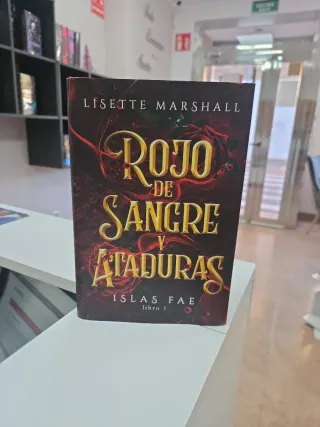 LISETTE MARSHALL
ROJO
DE
SANGRE
Y
ATADURAS
ISLAS FAE
libro 1